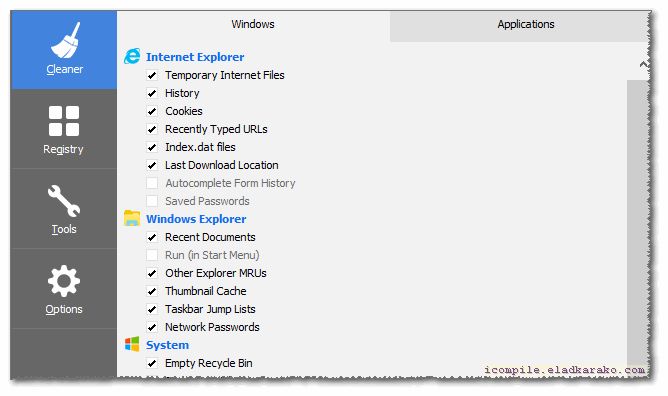 Windows
Applications
Cleaner
Registry
Tools
Options
Internet Explorer
Temporary Internet Files
History
Cookies
Recently Typed URLs
Index.dat files
Last Download Location
Autocomplete Form History
Saved Passwords
Windows Explorer
Recent Documents
Run (in Start Menu)
Other Explorer MRUs
Thumbnail Cache
Taskbar Jump Lists
Network Passwords
System
Empty Recycle Bin
icompile.eladkarako.com